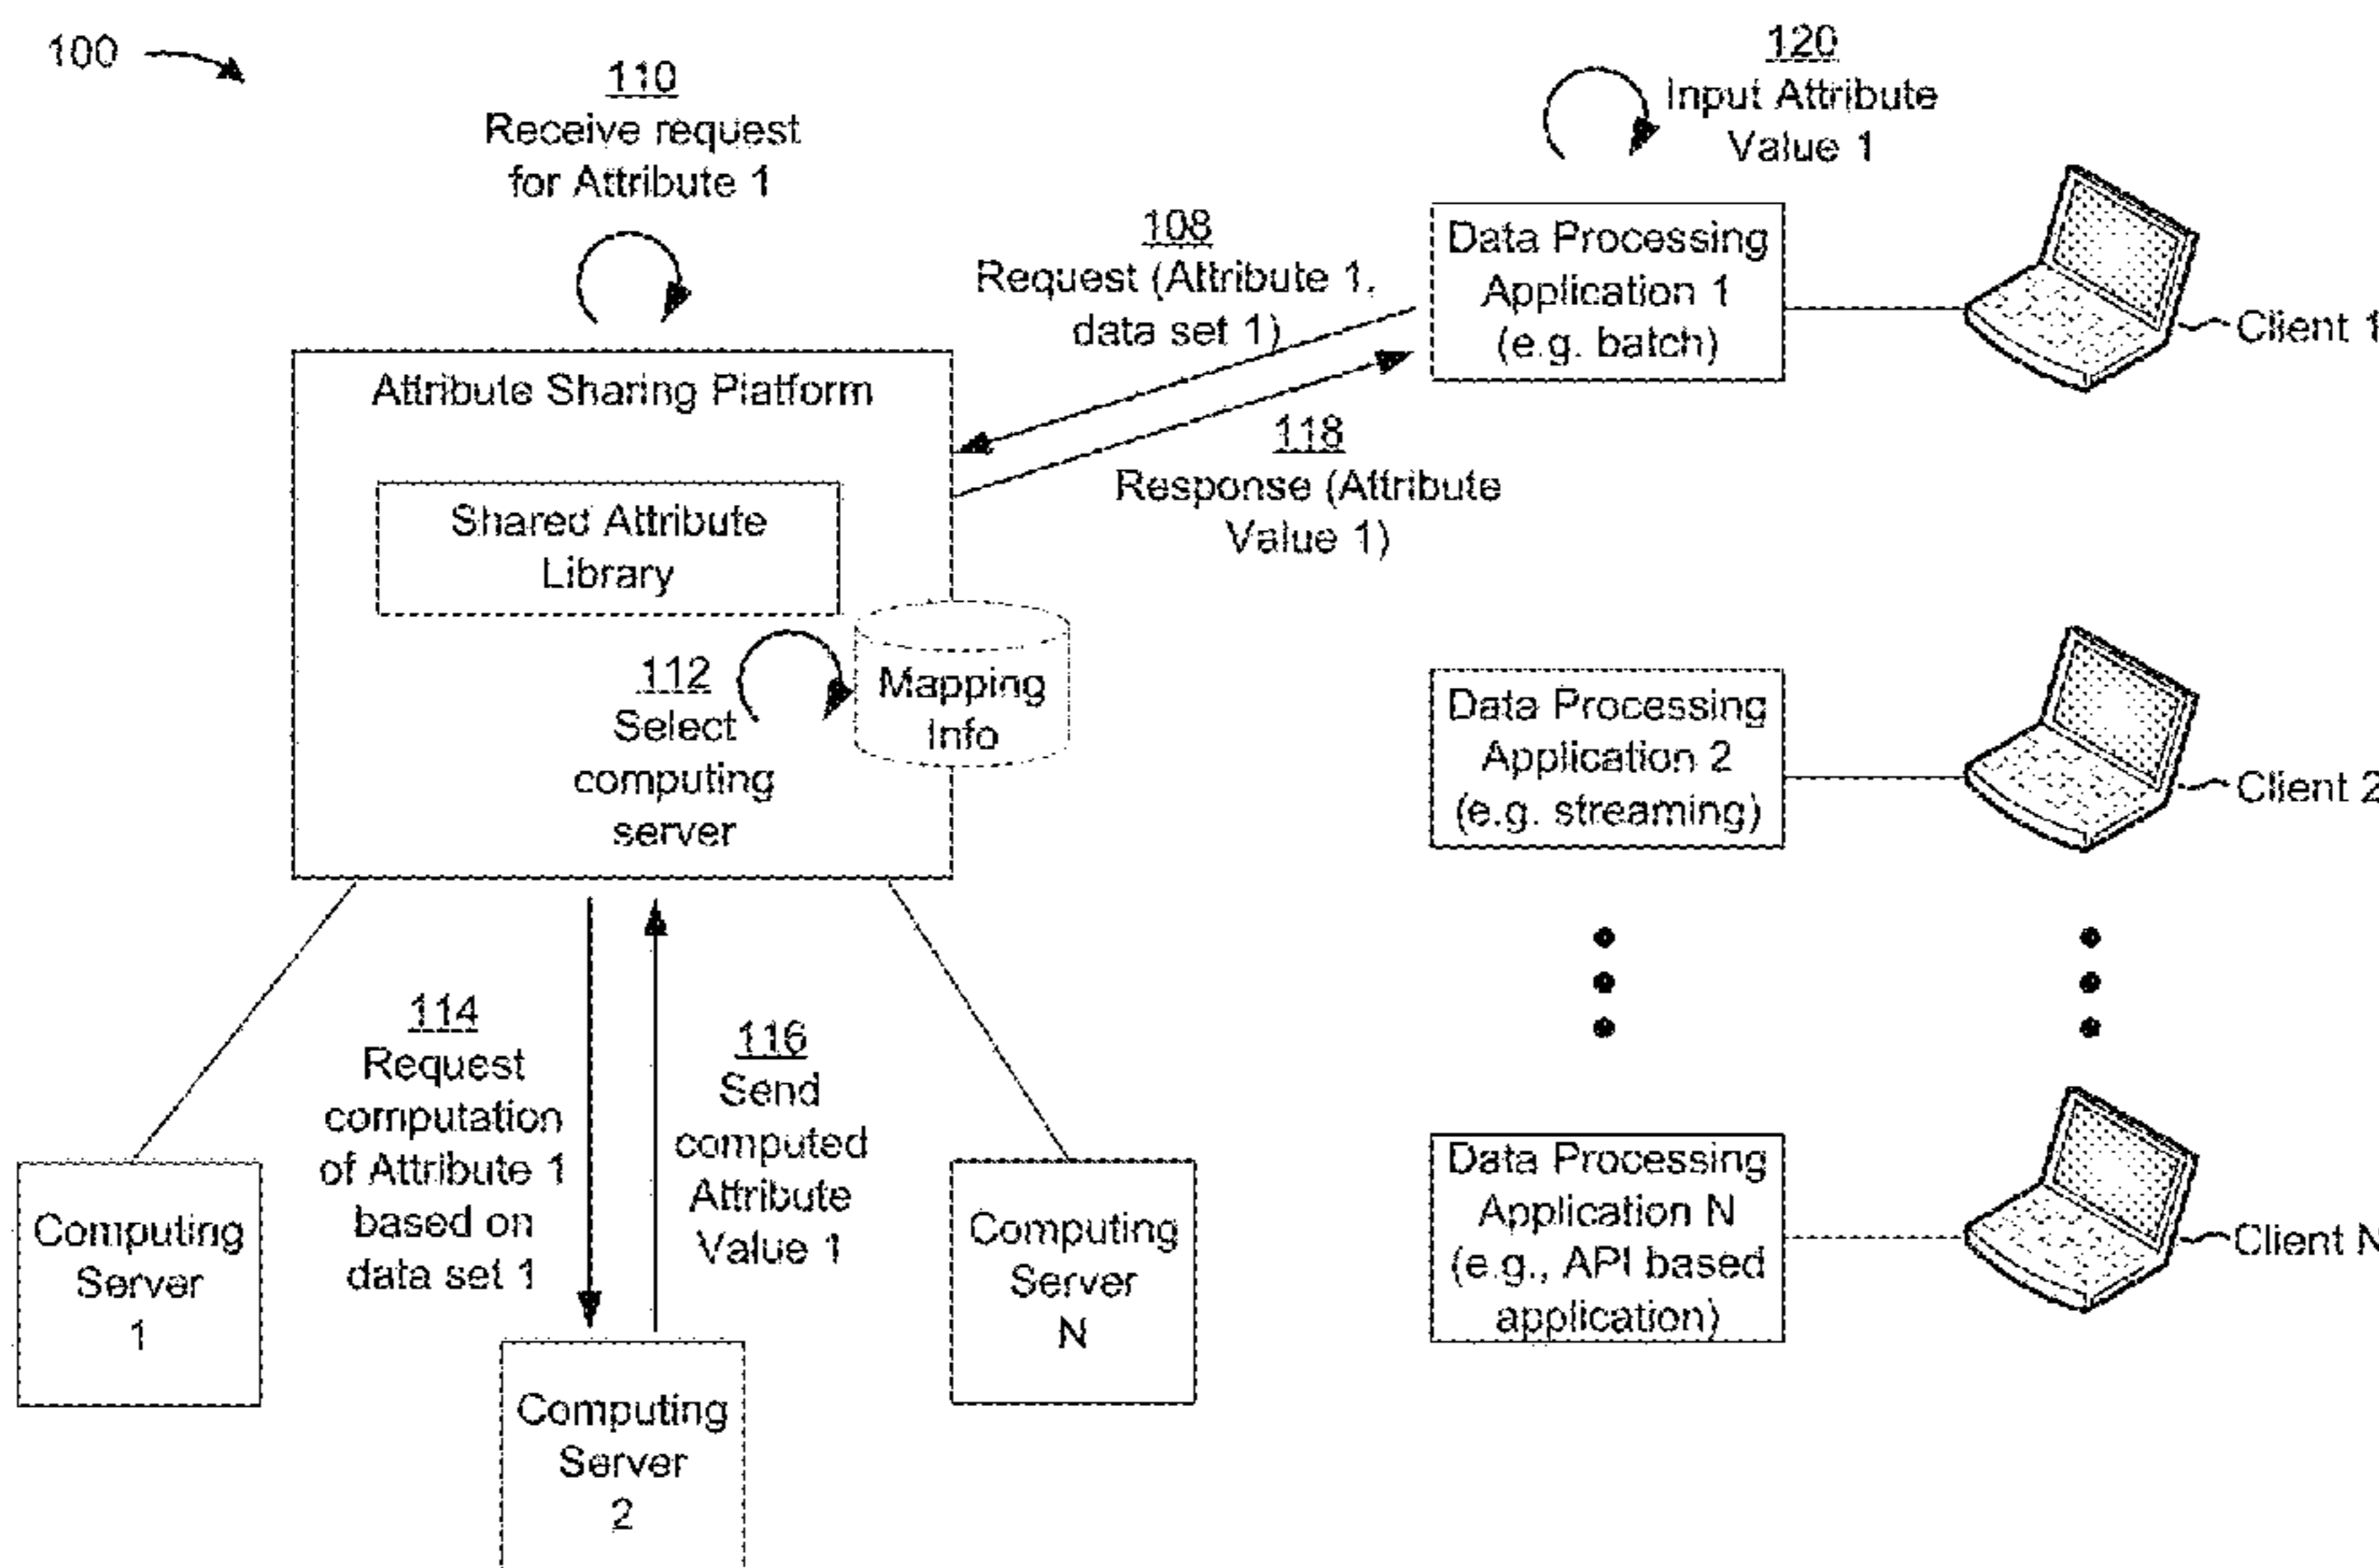 100
110
Receive request
for Attribute 1
120
Input Attribute
Value 1
108
Request (Attribute 1,
data set 1)
Data Processing
Application 1
(e.g. batch)
Client 1
Attribute Sharing Platform
118
Response (Attribute
Value 1)
Shared Attribute
Library
112
Select
computing
server
Mapping
Info
Data Processing
Application 2
(e.g. streaming)
Client 2
114
Request
computation
of Attribute 1
based on
data set 1
116
Send
computed
Attribute
Value 1
Computing
Server
1
Computing
Server
2
Computing
Server
N
Data Processing
Application N
(e.g., API based
application)
Client N